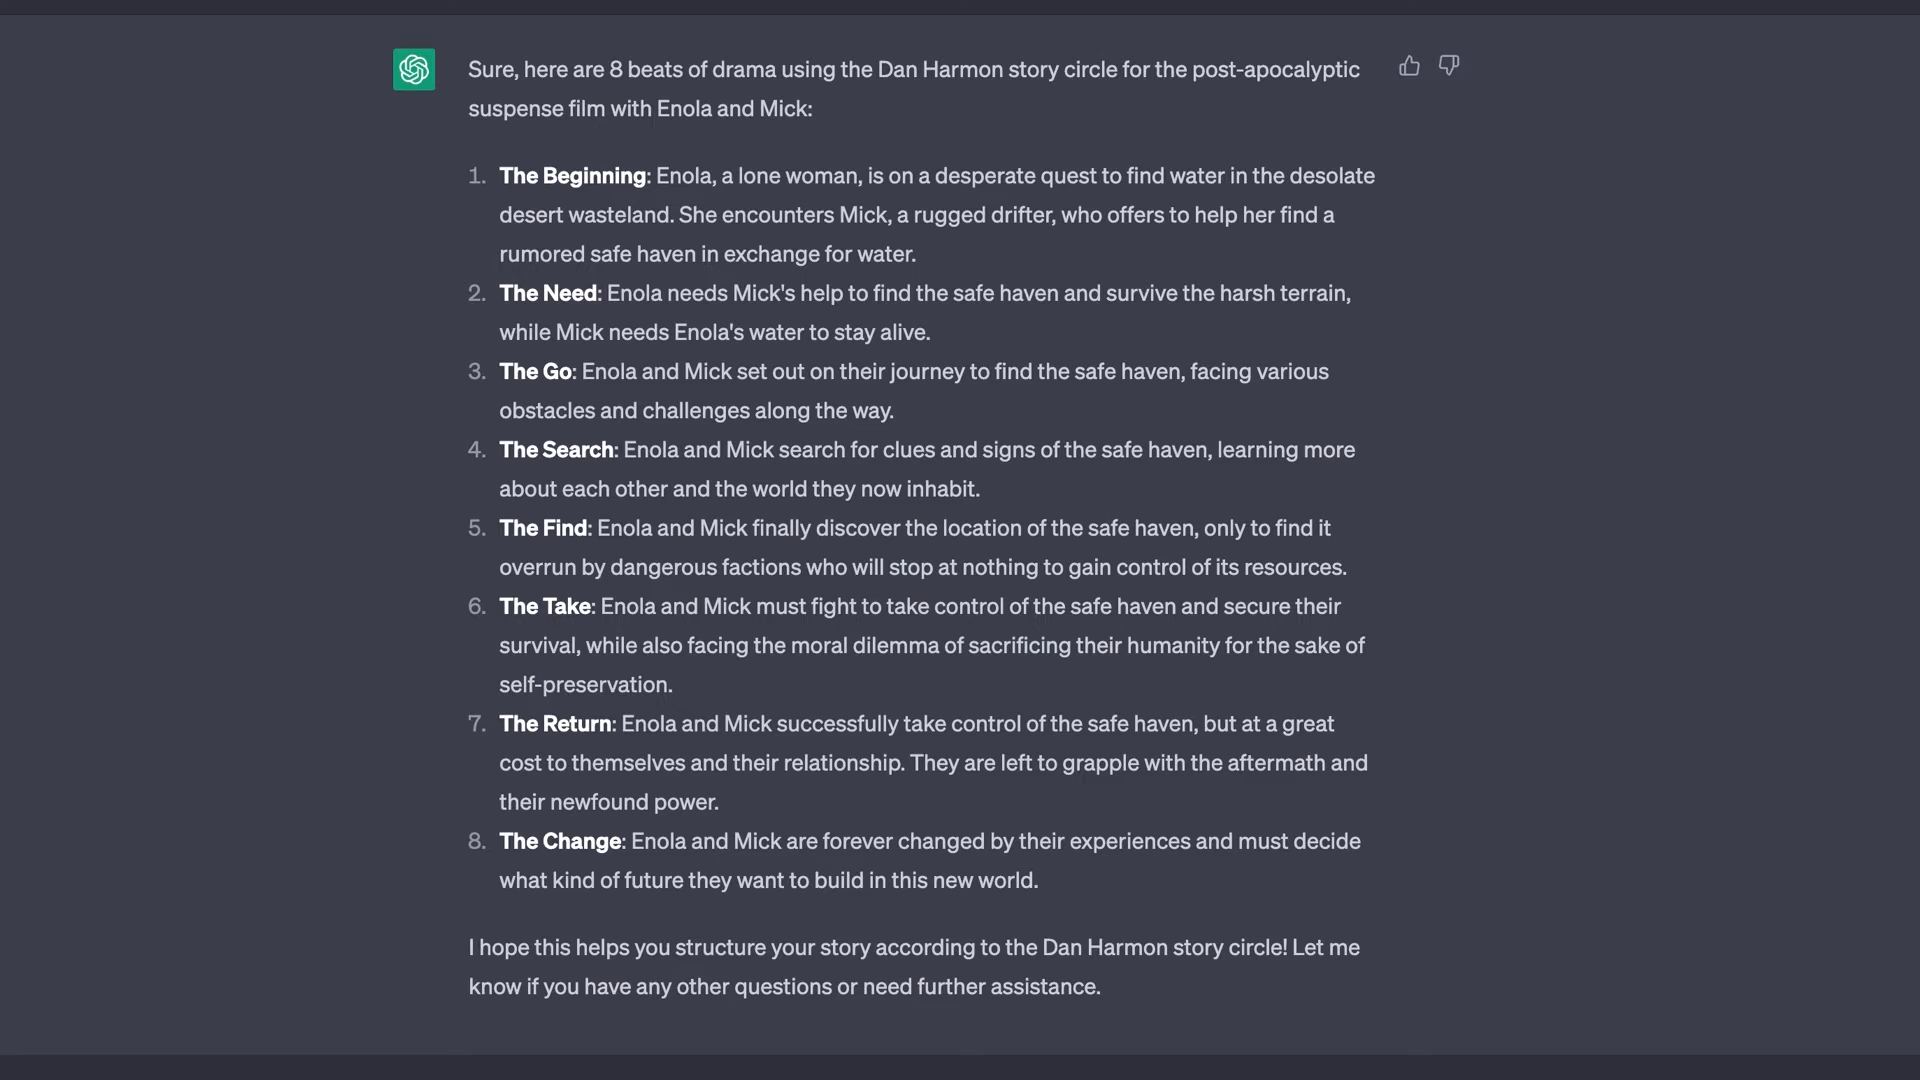 Sure, here are 8 beats of drama using the Dan Harmon story circle for the post-apocalyptic
suspense film with Enola and Mick:
1. The Beginning: Enola, a lone woman, is on a desperate quest to find water in the desolate
desert wasteland. She encounters Mick, a rugged drifter, who offers to help her find a
rumored safe haven in exchange for water.
2. The Need: Enola needs Mick's help to find the safe haven and survive the harsh terrain,
while Mick needs Enola's water to stay alive.
3. The Go: Enola and Mick set out on their journey to find the safe haven, facing various
obstacles and challenges along the way.
4. The Search: Enola and Mick search for clues and signs of the safe haven, learning more
about each other and the world they now inhabit.
5. The Find: Enola and Mick finally discover the location of the safe haven, only to find it
overrun by dangerous factions who will stop at nothing to gain control of its resources.
6. The Take: Enola and Mick must fight to take control of the safe haven and secure their
survival, while also facing the moral dilemma of sacrificing their humanity for the sake of
self-preservation.
7. The Return: Enola and Mick successfully take control of the safe haven, but at a great
cost to themselves and their relationship. They are left to grapple with the aftermath and
their newfound power.
8. The Change: Enola and Mick are forever changed by their experiences and must decide
what kind of future they want to build in this new world.
I hope this helps you structure your story according to the Dan Harmon story circle! Let me
know if you have any other questions or need further assistance.